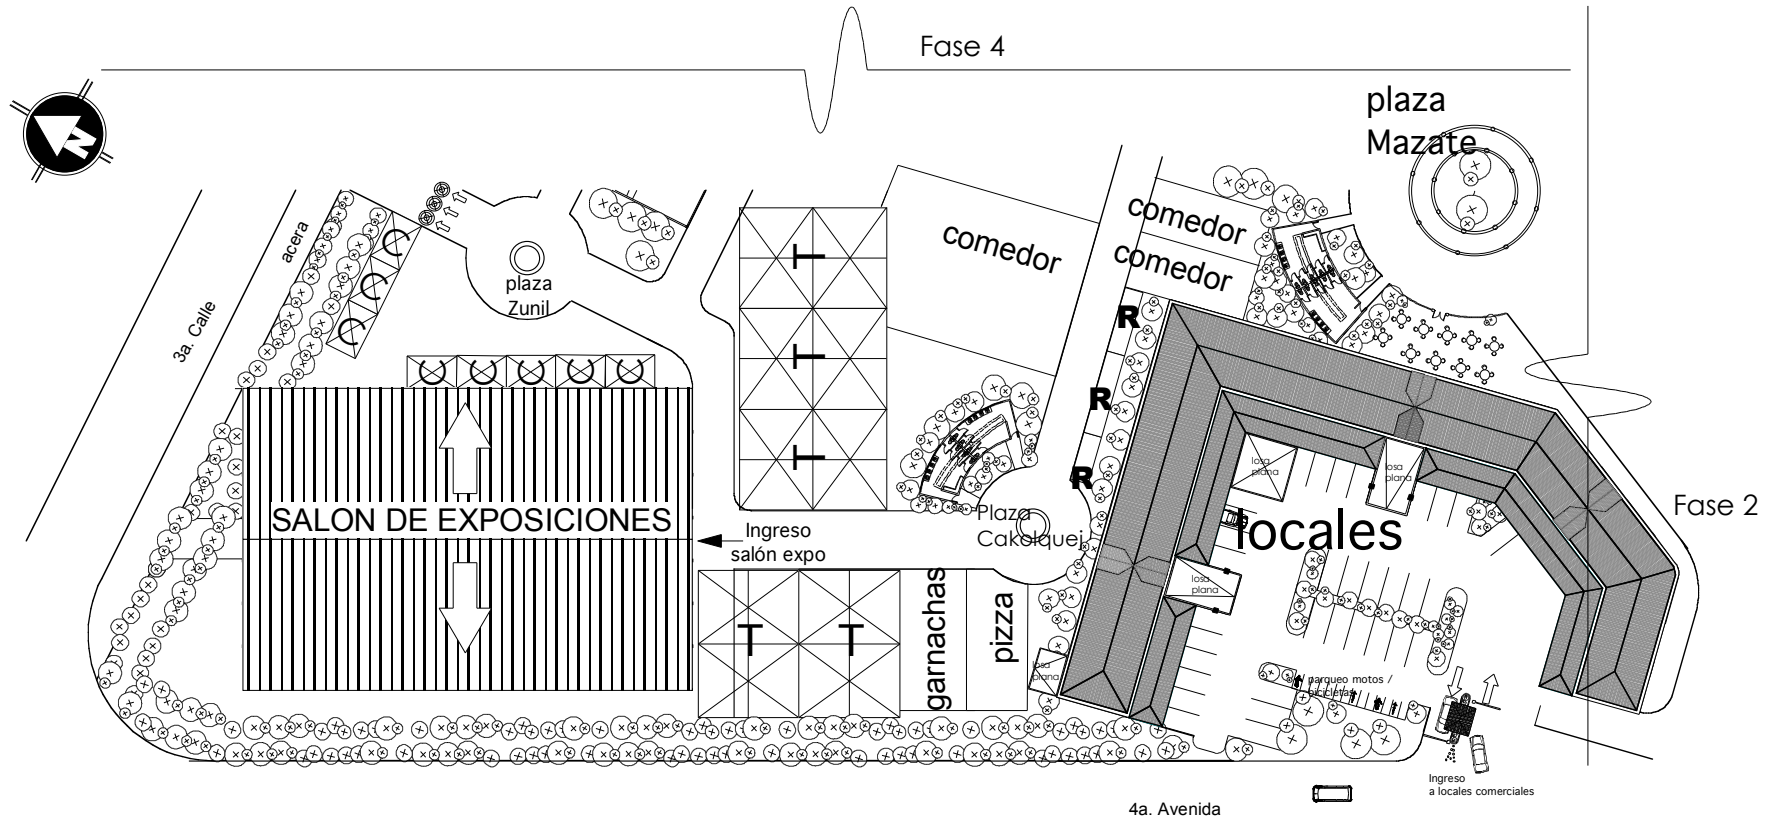 Fase 4
plaza
Mazate
N
acera
3a. Calle
plaza
Zunil
C
C
C
C
C
C
C
C
T
T
T
T
T
comedor
comedor
comedor
R
R
R
SALON DE EXPOSICIONES
Ingreso
salón expo
Plaza
Cakolquej
garnachas
pizza
losa
plana
losa
plana
losa
plana
losa
plana
locales
Fase 2
parqueo motos /
bicicletas
Ingreso
a locales comerciales
4a. Avenida